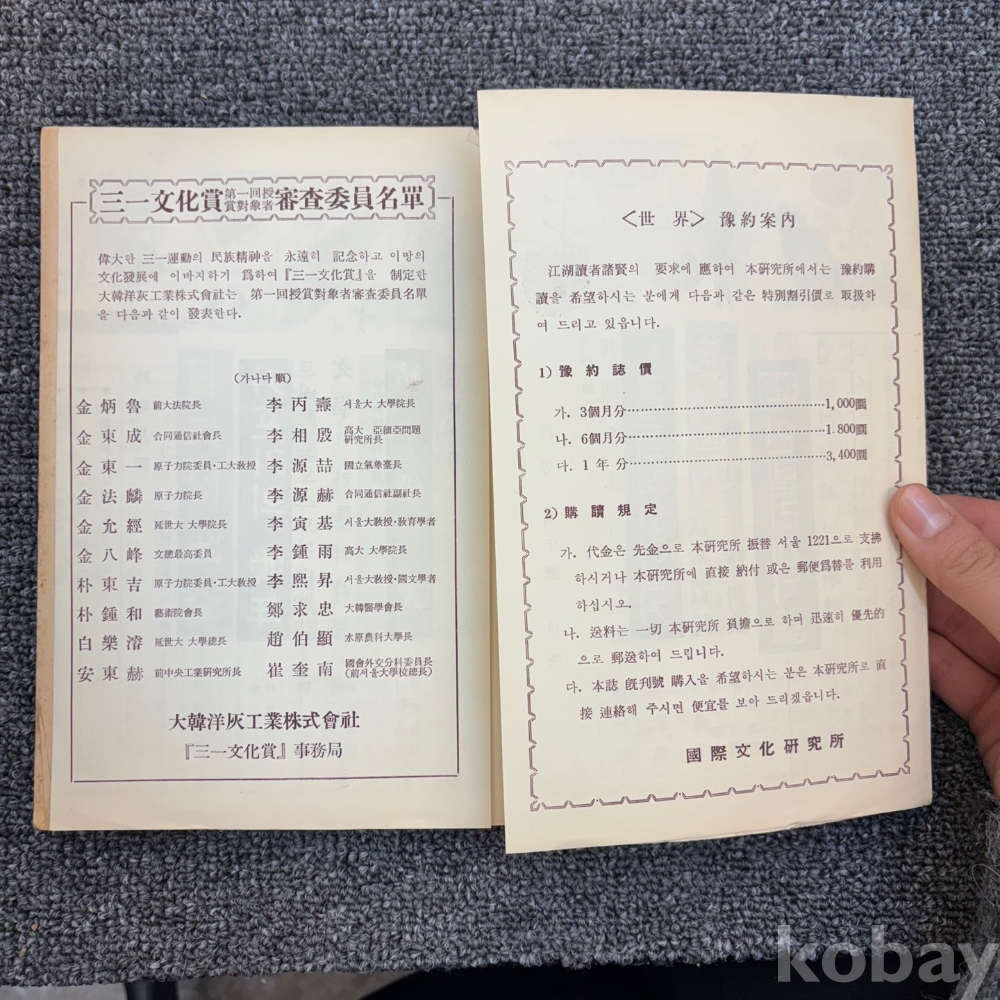 三一文化賞 第一回授賞對象者 審査委員名單
偉大한 三一運動의 民族精神을 永遠히 記念하고 이땅의
文化發展에 이바지하기 爲하여 『三一文化賞』을 制定한
大韓洋灰工業株式會社는 第一回授賞對象者審査委員名單
을 다음과 같이 發表한다.
(가나다順)
金炳魯 前大法院長
金東成 合同通信社會長
金東一 原子力院委員·工大敎授
金法麟 原子力院長
金允經 延世大 大學院長
金八峰 文總最高委員
朴東吉 原子力院委員·工大敎授
朴鍾和 藝術院會長
白樂濬 延世大 大學總長
安東赫 前中央工業硏究所長
李丙燾 서울大 大學院長
李相殷 高大 亞細亞問題硏究所長
李源喆 國立氣象臺長
李源赫 合同通信社副社長
李寅基 서울大敎授·敎育學者
李鍾雨 高大 大學院長
李熙昇 서울大敎授·國文學者
鄭求忠 大韓醫學會長
趙伯顯 水原農科大學長
崔奎南 國會外交分科委員長(前서울大學校總長)
大韓洋灰工業株式會社
『三一文化賞』事務局
〈世界〉 豫約案內
江湖讀者諸賢의 要求에 應하여 本硏究所에서는 豫約購
讀을 希望하시는 분에게 다음과 같은 特別割引價로 取扱하
여 드리고 있읍니다.
1) 豫約誌價
가. 3個月分……1,000圜
나. 6個月分……1.800圜
다. 1年分……3,400圜
2) 購讀規定
가. 代金은 先金으로 本硏究所 振替 서울 1221으로 支拂
하시거나 本硏究所에 直接 納付 或은 郵便爲替를 利用
하십시오.
나. 送料는 一切 本硏究所 負擔으로 하며 迅速히 優先的
으로 郵送하여 드립니다.
다. 本誌 旣刊號 購入을 希望하시는 분은 本硏究所로 直
接 連絡해 주시면 便宜를 보아 드리겠읍니다.
國際文化硏究所
kobay